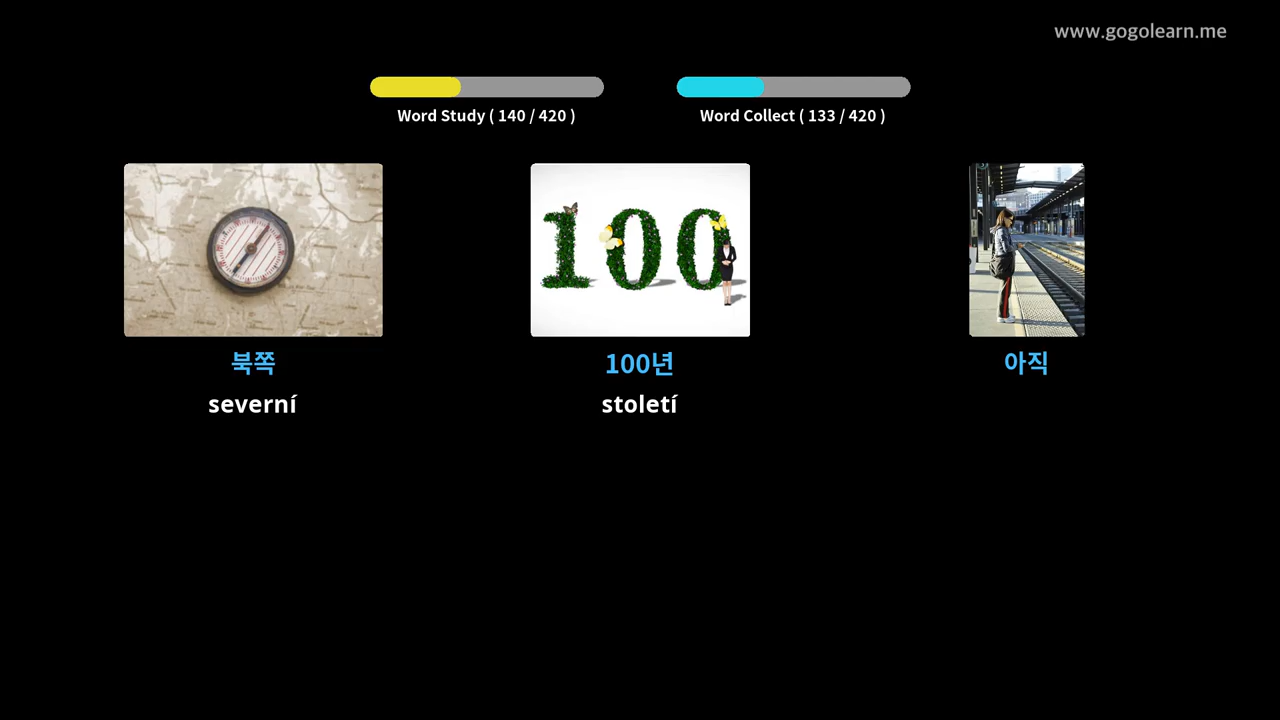 www.gogolearn.me
Word Study ( 140 / 420 )
Word Collect ( 133 / 420 )
북쪽
100년
아직
severní
století